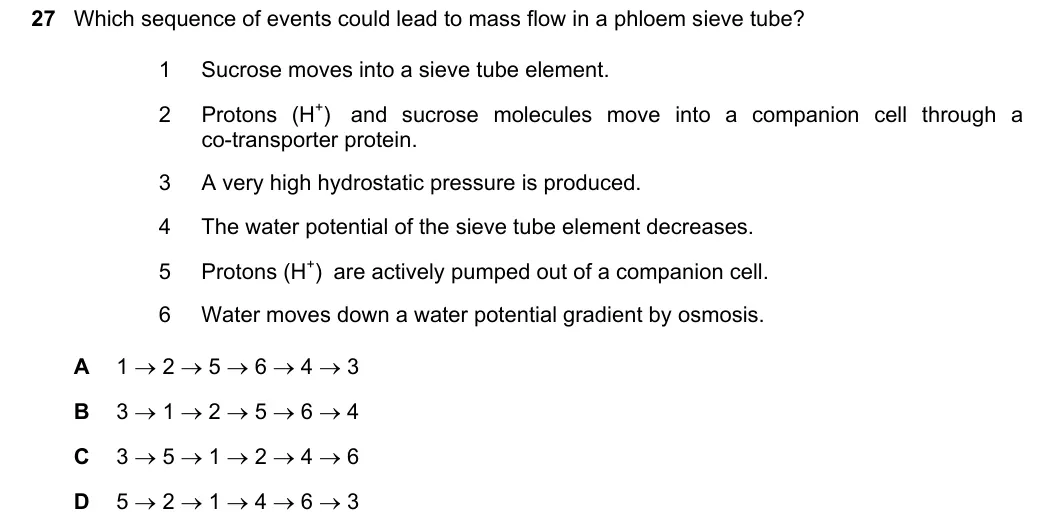 27 Which sequence of events could lead to mass flow in a phloem sieve tube?
1 Sucrose moves into a sieve tube element.
2 Protons (H⁺) and sucrose molecules move into a companion cell through a
co-transporter protein.
3 A very high hydrostatic pressure is produced.
4 The water potential of the sieve tube element decreases.
5 Protons (H⁺) are actively pumped out of a companion cell.
6 Water moves down a water potential gradient by osmosis.
A 1 → 2 → 5 → 6 → 4 → 3
B 3 → 1 → 2 → 5 → 6 → 4
C 3 → 5 → 1 → 2 → 4 → 6
D 5 → 2 → 1 → 4 → 6 → 3